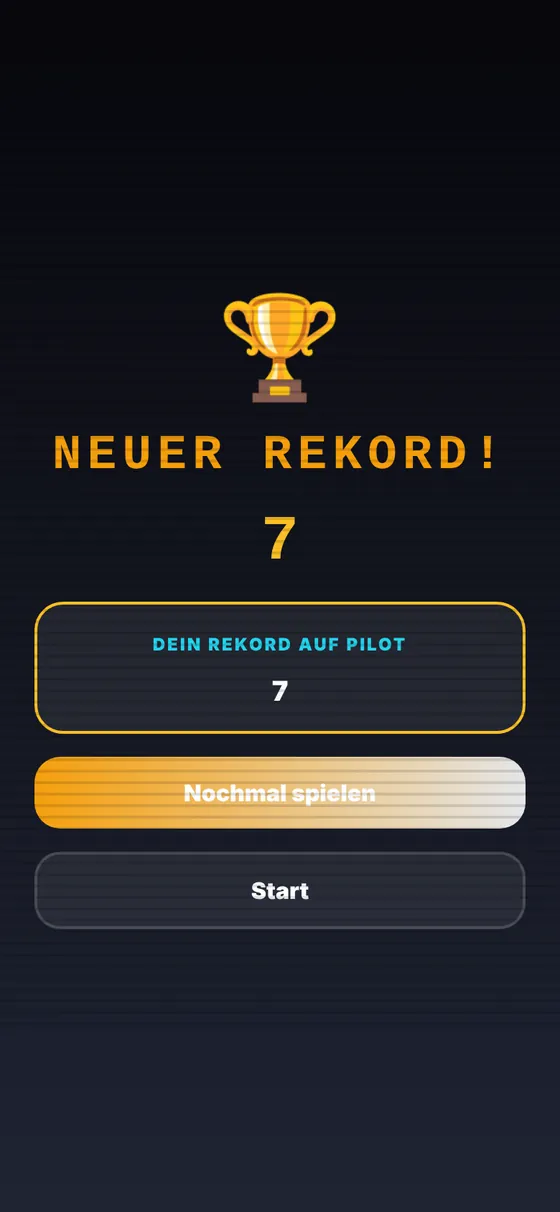 NEUER REKORD!
7
DEIN REKORD AUF PILOT
7
Nochmal spielen
Start